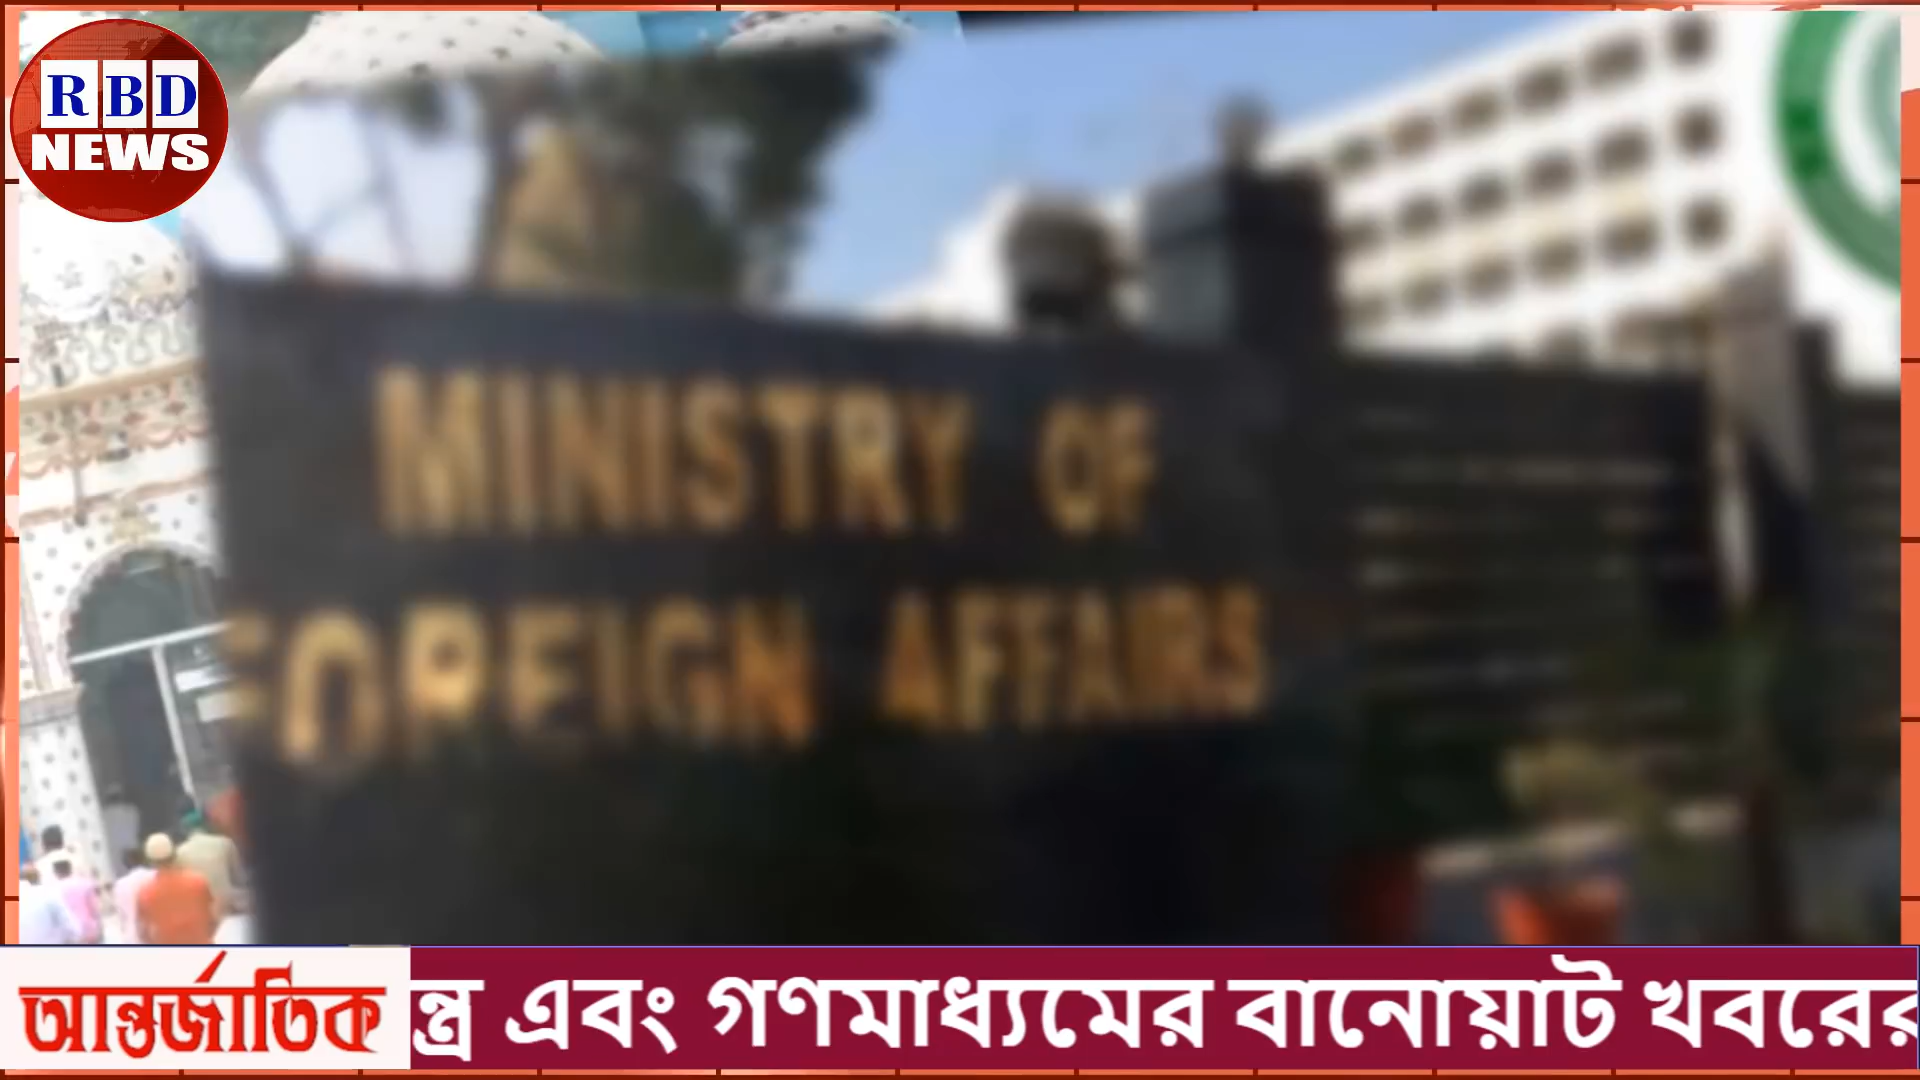 RBD
NEWS
MINISTRY OF
FOREIGN AFFAIRS
আন্তর্জাতিক
ন্ত্র এবং গণমাধ্যমের বানোয়াট খবরের